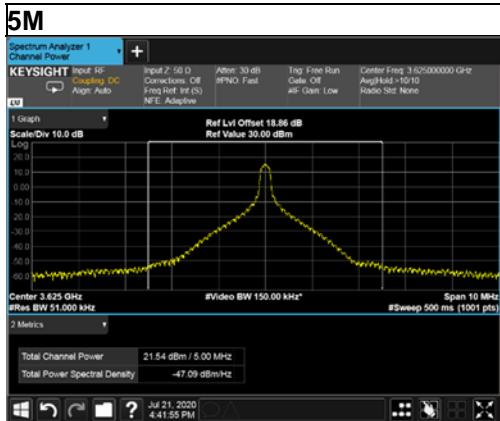 5M
Spectrum Analyzer 1
Channel Power
+
KEYSIGHT
Input: RF
Coupling: DC
Align: Auto
Input Z: 50 Ω
Corrections: Off
Freq Ref: Int (S)
NFE: Adaptive
Atten: 30 dB
#PNO: Fast
Trig: Free Run
Gate: Off
#IF Gain: Low
Center Freq: 3.625000000 GHz
Avg|Hold:>10/10
Radio Std: None
1 Graph
Scale/Div 10.0 dB
Ref Lvl Offset 18.86 dB
Ref Value 30.00 dBm
Log
20.0
10.0
0.00
-10.0
-20.0
-30.0
-40.0
-50.0
-60.0
Center 3.625 GHz
#Res BW 51.000 kHz
#Video BW 150.00 kHz*
Span 10 MHz
#Sweep 500 ms (1001 pts)
2 Metrics
Total Channel Power 21.54 dBm / 5.00 MHz
Total Power Spectral Density -47.09 dBm/Hz
?
Jul 21, 2020
4:41:55 PM